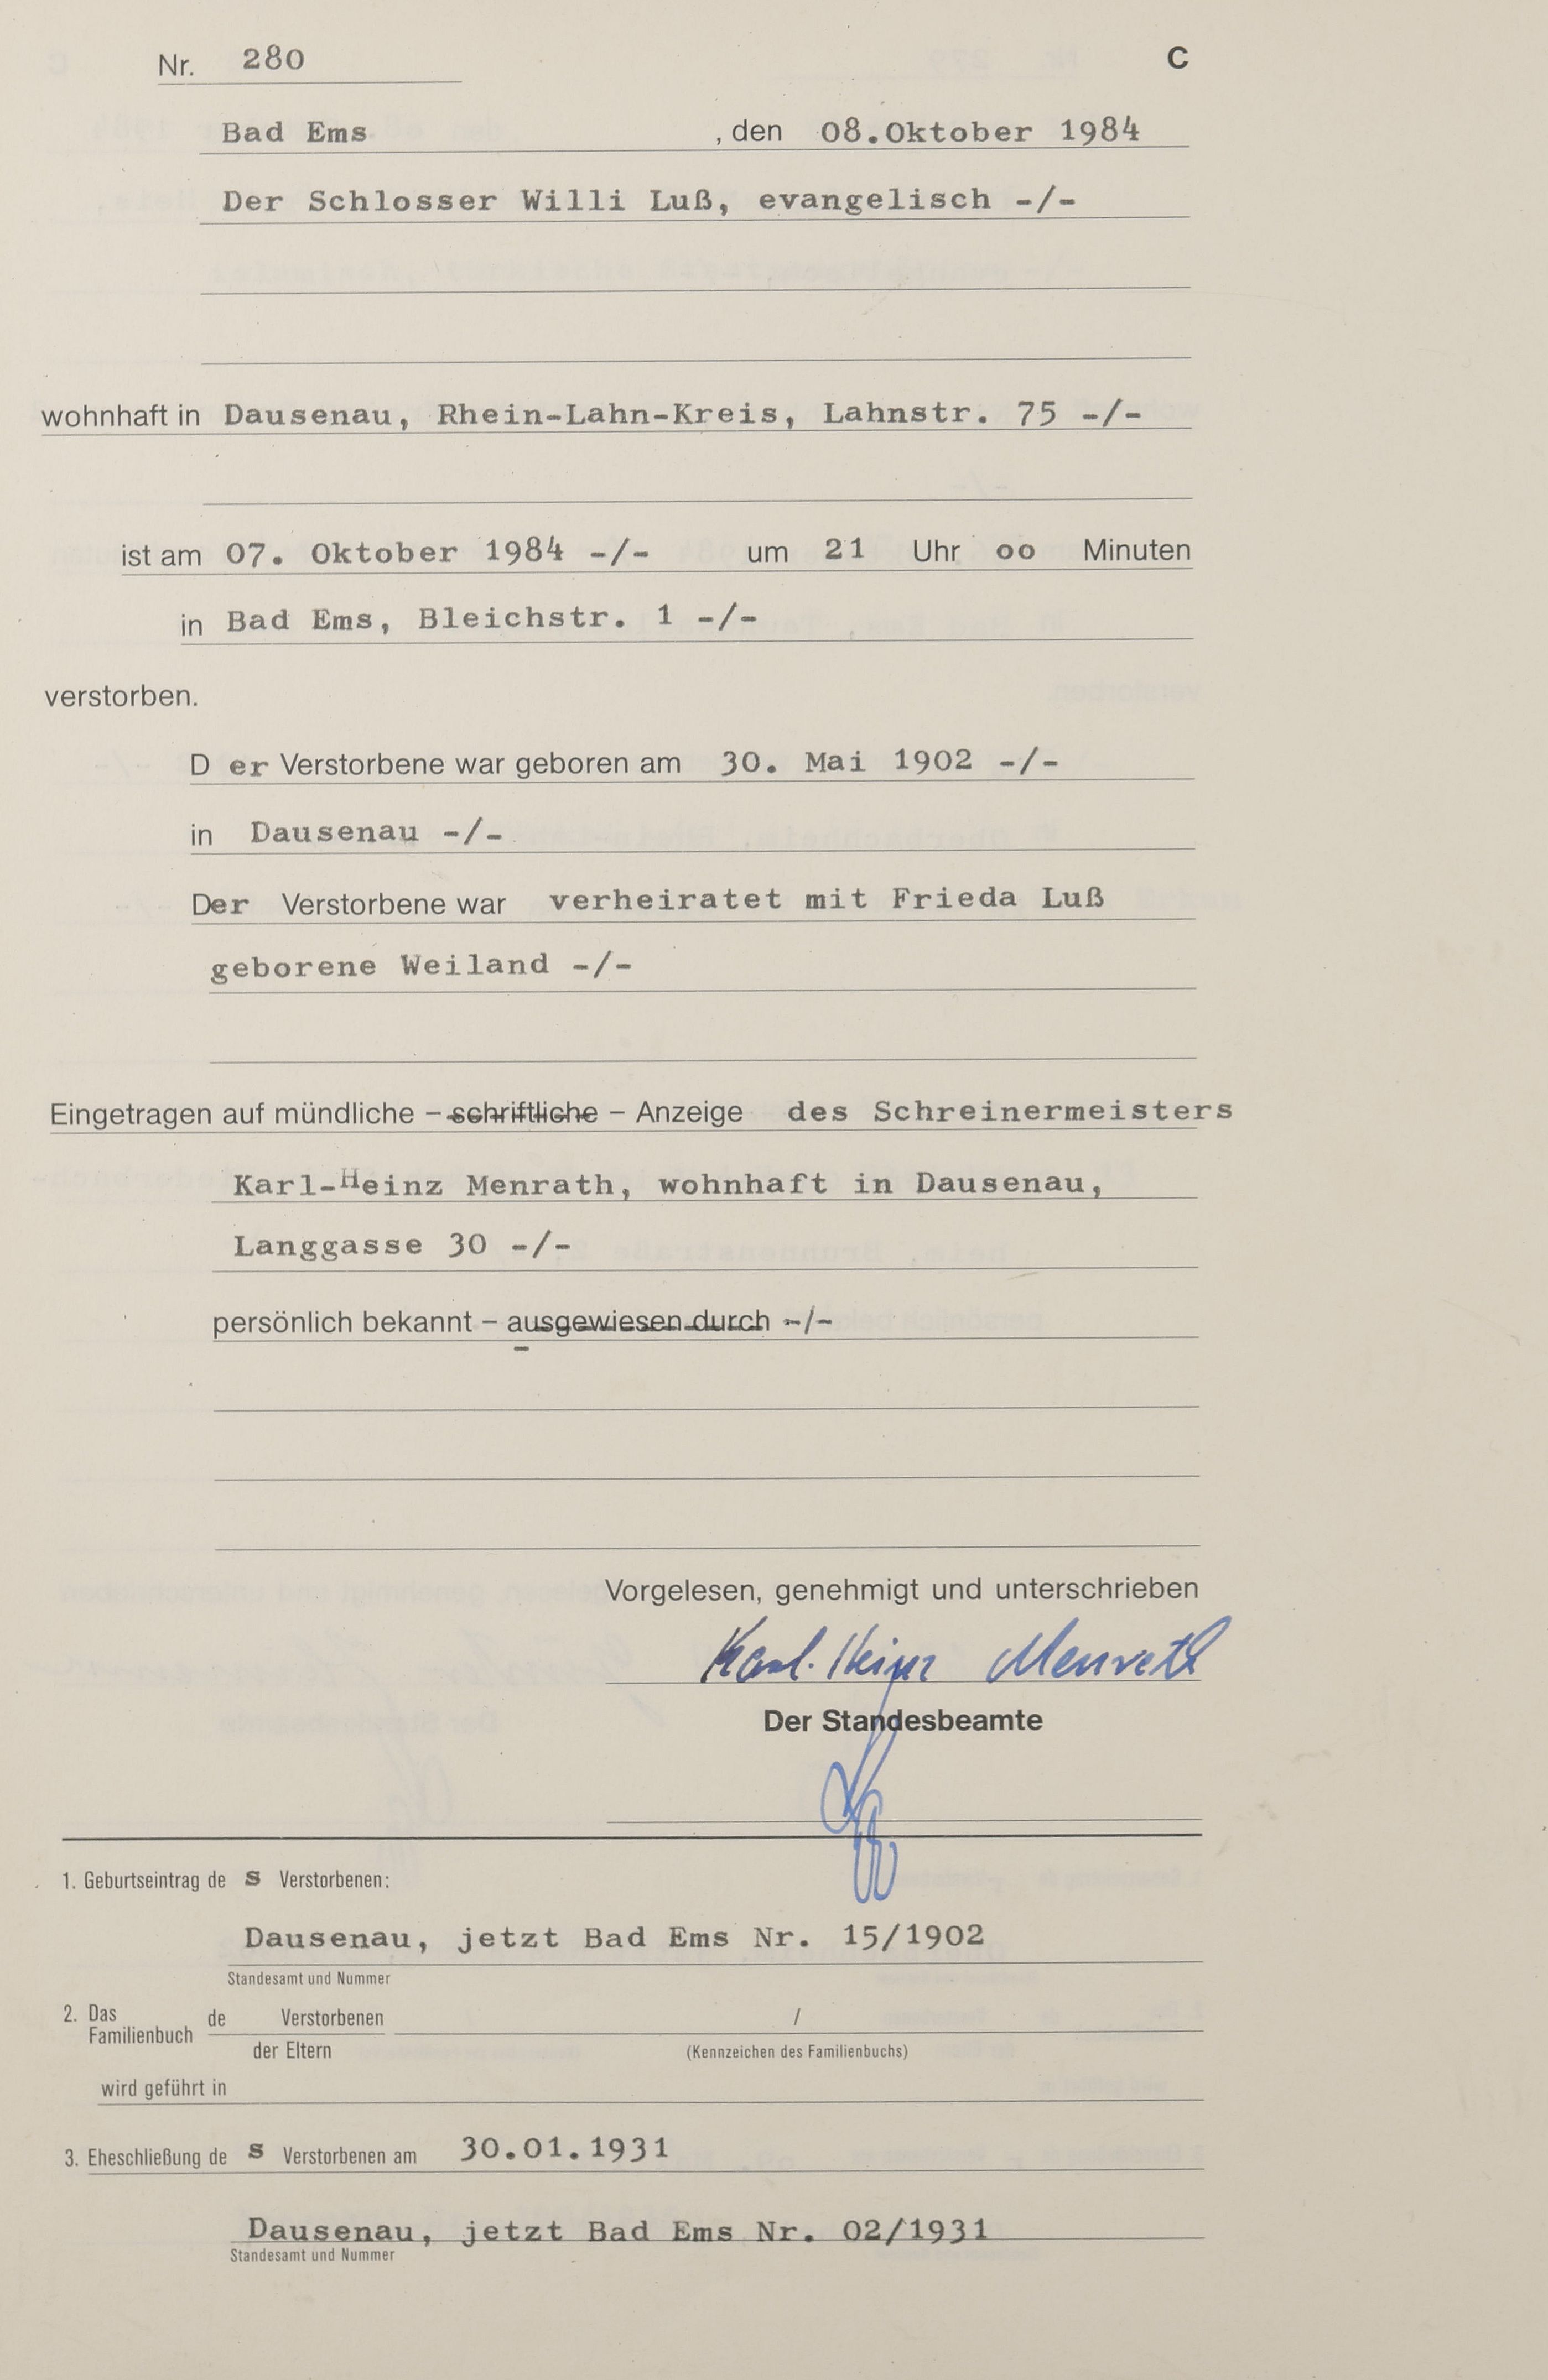 Nr. 280 C
Bad Ems , den 08.Oktober 1984
Der Schlosser Willi Luß, evangelisch -/-
wohnhaft in Dausenau, Rhein-Lahn-Kreis, Lahnstr. 75 -/-
ist am 07. Oktober 1984 -/- um 21 Uhr oo Minuten
in Bad Ems, Bleichstr. 1 -/-
verstorben.
D er Verstorbene war geboren am 30. Mai 1902 -/-
in Dausenau -/-
Der Verstorbene war verheiratet mit Frieda Luß
geborene Weiland -/-
Eingetragen auf mündliche – schriftliche – Anzeige des Schreinermeisters
Karl-Heinz Menrath, wohnhaft in Dausenau,
Langgasse 30 -/-
persönlich bekannt – ausgewiesen durch -/-
Vorgelesen, genehmigt und unterschrieben
Karl-Heinz Menrath
Der Standesbeamte
1. Geburtseintrag de s Verstorbenen:
Dausenau, jetzt Bad Ems Nr. 15/1902
Standesamt und Nummer
2. Das Familienbuch de Verstorbenen /
der Eltern (Kennzeichen des Familienbuchs)
wird geführt in
3. Eheschließung de s Verstorbenen am 30.01.1931
Dausenau, jetzt Bad Ems Nr. 02/1931
Standesamt und Nummer